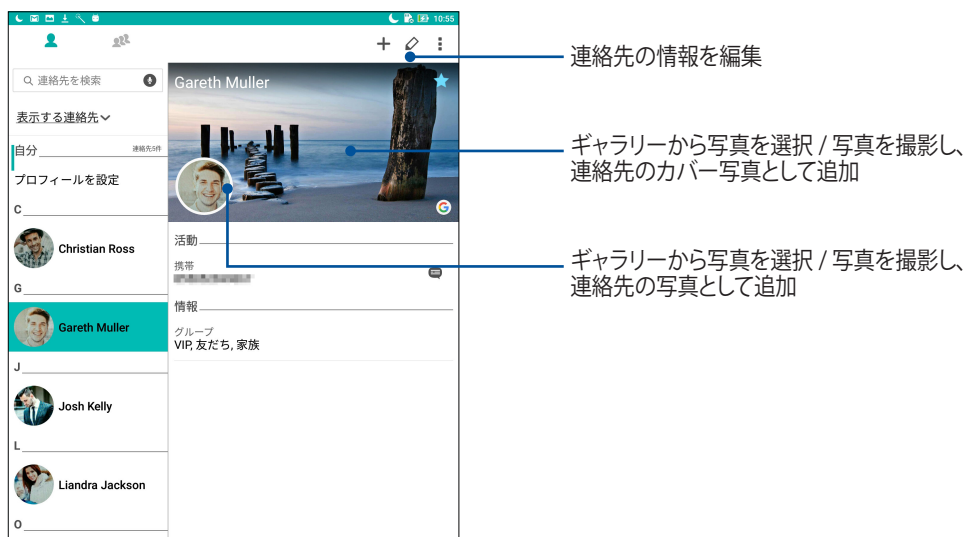 10:55
連絡先を検索
表示する連絡先
自分 連絡先5件
プロフィールを設定
C
Christian Ross
G
Gareth Muller
J
Josh Kelly
L
Liandra Jackson
O
Gareth Muller
G
活動
携帯
情報
グループ
VIP, 友だち, 家族
連絡先の情報を編集
ギャラリーから写真を選択 / 写真を撮影し、
連絡先のカバー写真として追加
ギャラリーから写真を選択 / 写真を撮影し、
連絡先の写真として追加